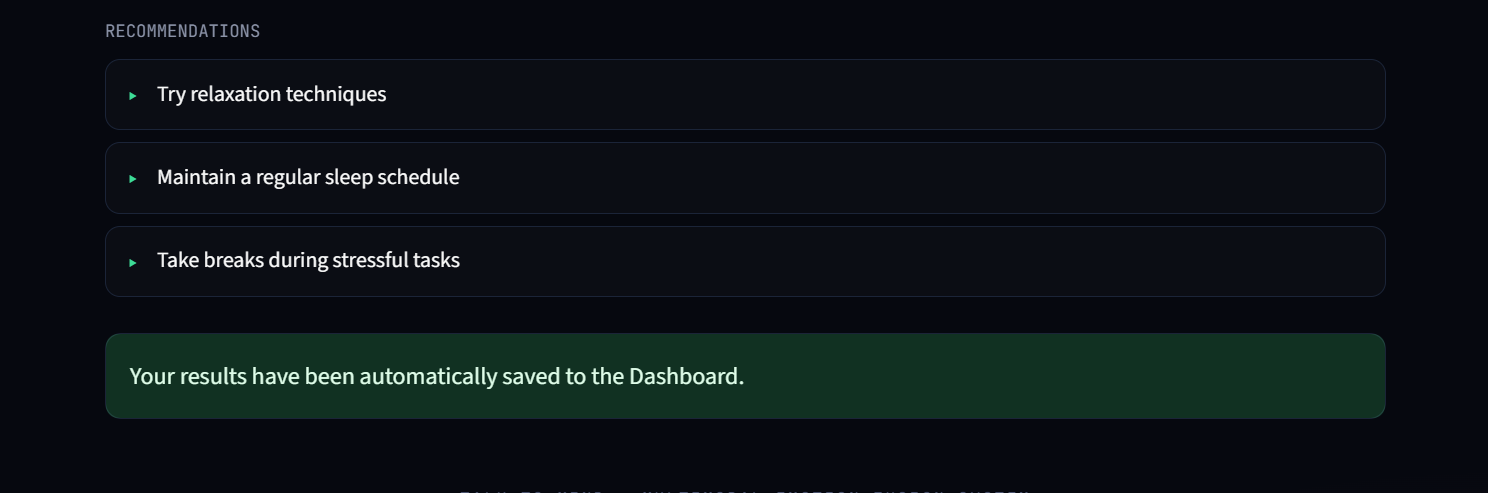 RECOMMENDATIONS
Try relaxation techniques
Maintain a regular sleep schedule
Take breaks during stressful tasks
Your results have been automatically saved to the Dashboard.